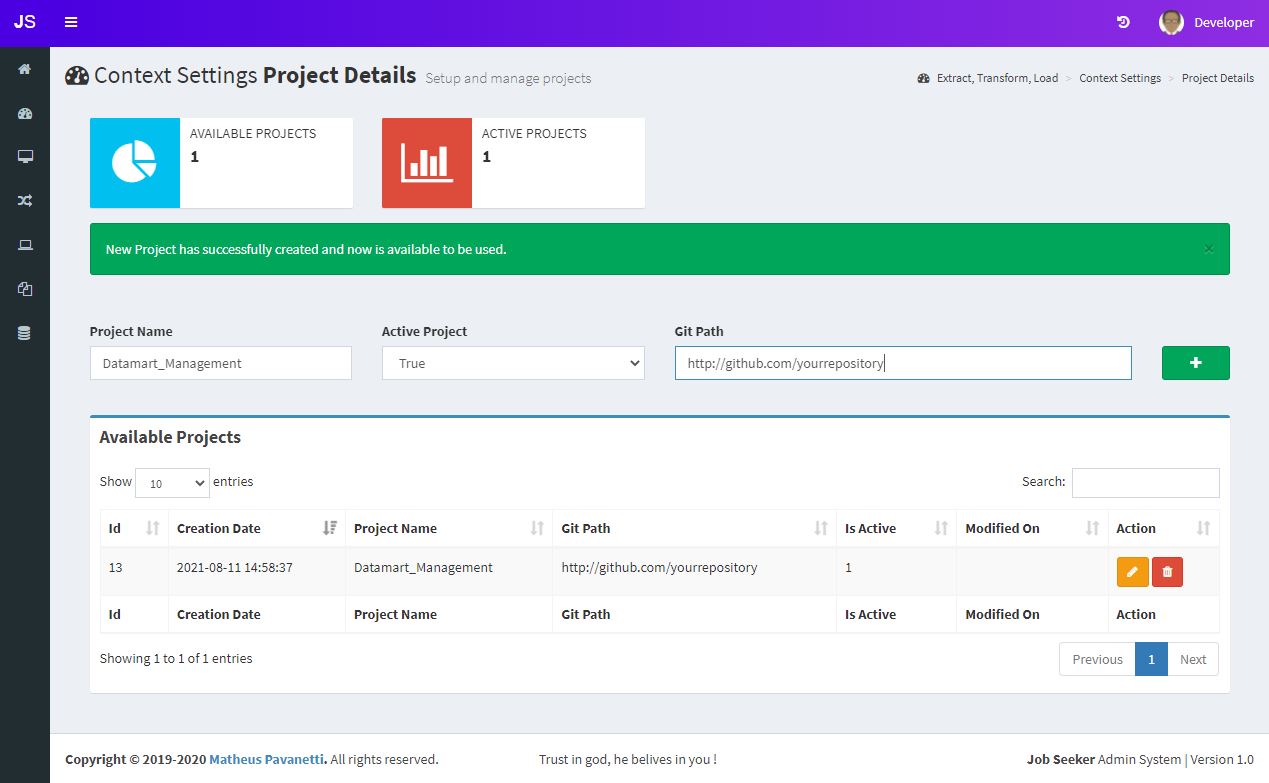 JS
Developer
Context Settings Project Details Setup and manage projects
Extract, Transform, Load > Context Settings > Project Details
AVAILABLE PROJECTS
1
ACTIVE PROJECTS
1
New Project has successfully created and now is available to be used.
×
Project Name
Active Project
Git Path
Datamart_Management
True
http://github.com/yourrepository
+
Available Projects
Show 10 entries
Search:
Id Creation Date Project Name Git Path Is Active Modified On Action
13 2021-08-11 14:58:37 Datamart_Management http://github.com/yourrepository 1
Id Creation Date Project Name Git Path Is Active Modified On Action
Showing 1 to 1 of 1 entries
Previous 1 Next
Copyright © 2019-2020 Matheus Pavanetti. All rights reserved.
Trust in god, he belives in you !
Job Seeker Admin System | Version 1.0